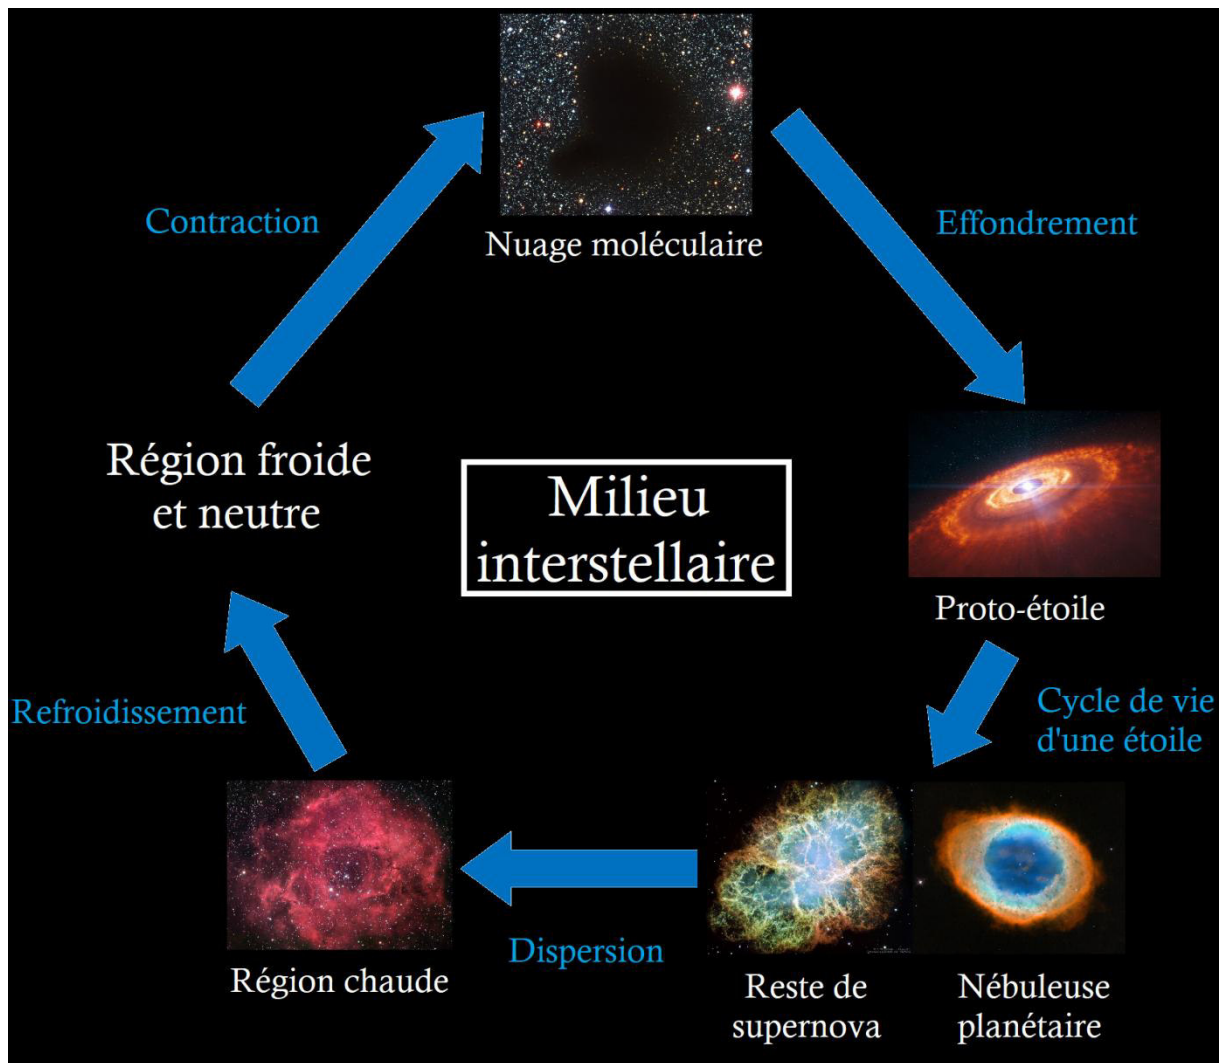 Nuage moléculaire
Contraction
Effondrement
Région froide
et neutre
Milieu
interstellaire
Proto-étoile
Refroidissement
Cycle de vie
d'une étoile
Dispersion
Région chaude
Reste de
supernova
Nébuleuse
planétaire